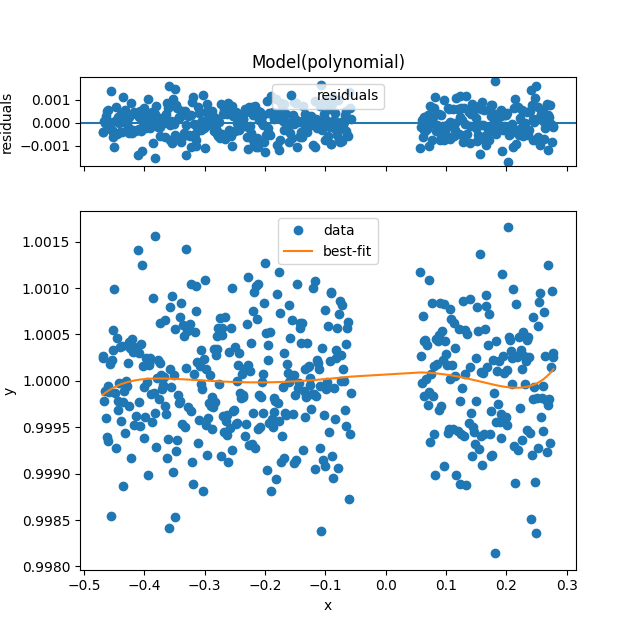 Model(polynomial)
residuals
0.001
0.000
−0.001
residuals
data
best-fit
y
1.0015
1.0010
1.0005
1.0000
0.9995
0.9990
0.9985
0.9980
−0.5 −0.4 −0.3 −0.2 −0.1 0.0 0.1 0.2 0.3
x